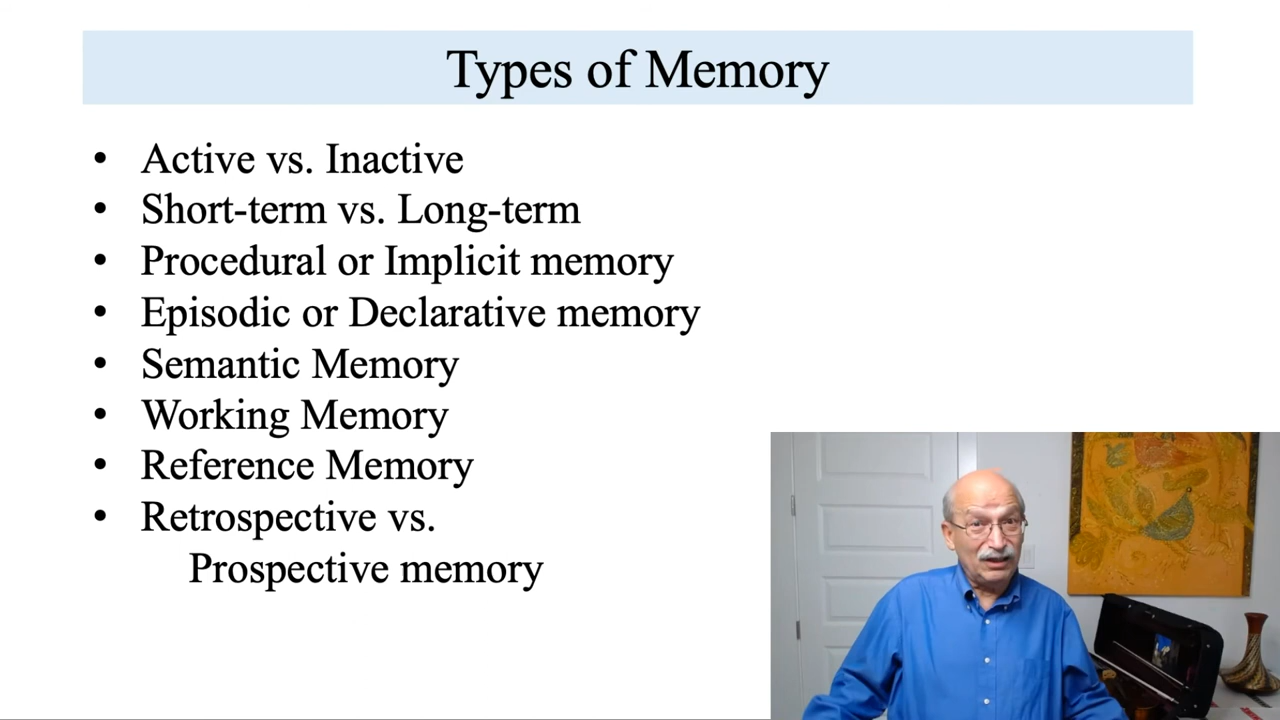 Types of Memory
• Active vs. Inactive
• Short-term vs. Long-term
• Procedural or Implicit memory
• Episodic or Declarative memory
• Semantic Memory
• Working Memory
• Reference Memory
• Retrospective vs.
Prospective memory